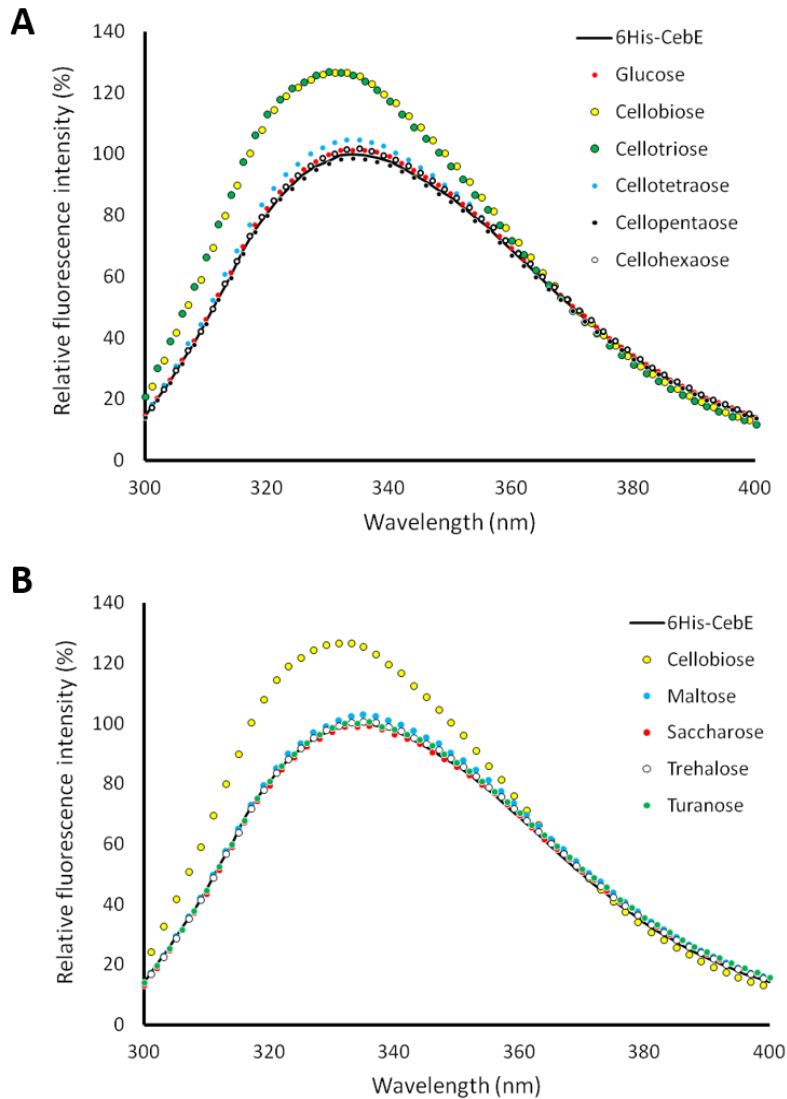 A
140
120
100
80
60
40
20
0
Relative fluorescence intensity (%)
300 320 340 360 380 400
Wavelength (nm)
6His-CebE
Glucose
Cellobiose
Cellotriose
Cellotetraose
Cellopentaose
Cellohexaose
B
140
120
100
80
60
40
20
0
Relative fluorescence intensity (%)
300 320 340 360 380 400
Wavelength (nm)
6His-CebE
Cellobiose
Maltose
Saccharose
Trehalose
Turanose